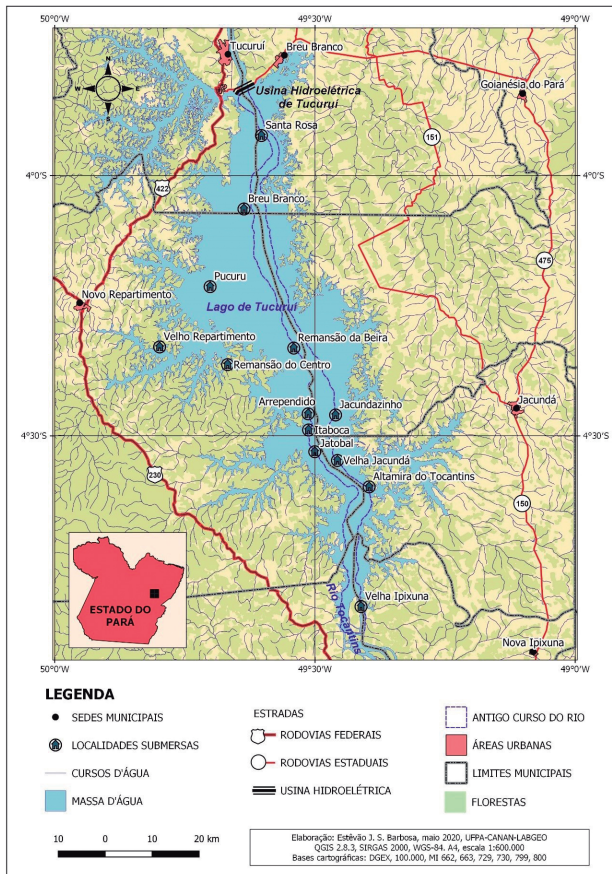 50°0'W
49°30'W
49°0'W
Tucuruí
Breu Branco
N
W
E
S
Usina Hidroelétrica
de Tucuruí
Goianésia do Pará
Santa Rosa
151
4°0'S
4°0'S
422
Breu Branco
475
Pucuru
Novo Repartimento
Lago de Tucuruí
Velho Repartimento
Remansão da Beira
Remansão do Centro
Arrependido
Jacundazinho
Jacundá
Itaboca
4°30'S
4°30'S
Jatobal
Velha Jacundá
230
Altamira do Tocantins
150
ESTADO DO
PARÁ
Velha Ipixuna
Rio Tocantins
Nova Ipixuna
50°0'W
49°30'W
49°0'W
LEGENDA
SEDES MUNICIPAIS
LOCALIDADES SUBMERSAS
CURSOS D'ÁGUA
MASSA D'ÁGUA
ESTRADAS
RODOVIAS FEDERAIS
RODOVIAS ESTADUAIS
USINA HIDROELÉTRICA
ANTIGO CURSO DO RIO
ÁREAS URBANAS
LIMITES MUNICIPAIS
FLORESTAS
10 0 10 20 km
Elaboração: Estêvão J. S. Barbosa, maio 2020, UFPA-CANAN-LABGEO
QGIS 2.8.3, SIRGAS 2000, WGS-84. A4, escala 1:600.000
Bases cartográficas: DGEX, 100.000, MI 662, 663, 729, 730, 799, 800